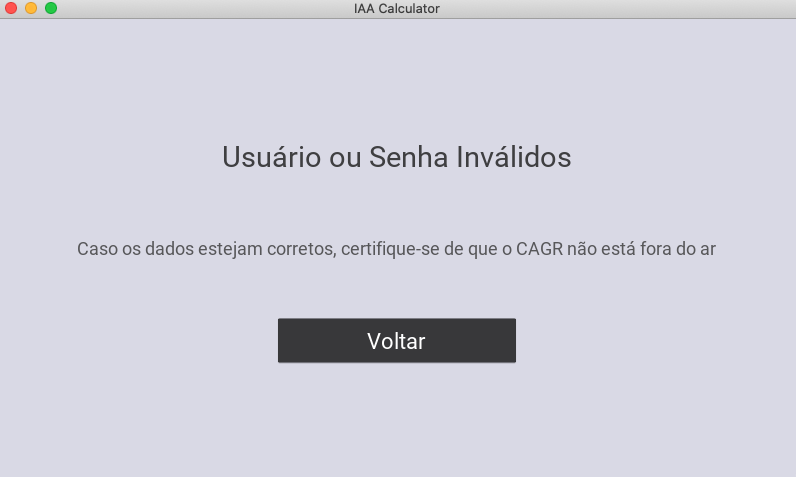 IAA Calculator
Usuário ou Senha Inválidos
Caso os dados estejam corretos, certifique-se de que o CAGR não está fora do ar
Voltar